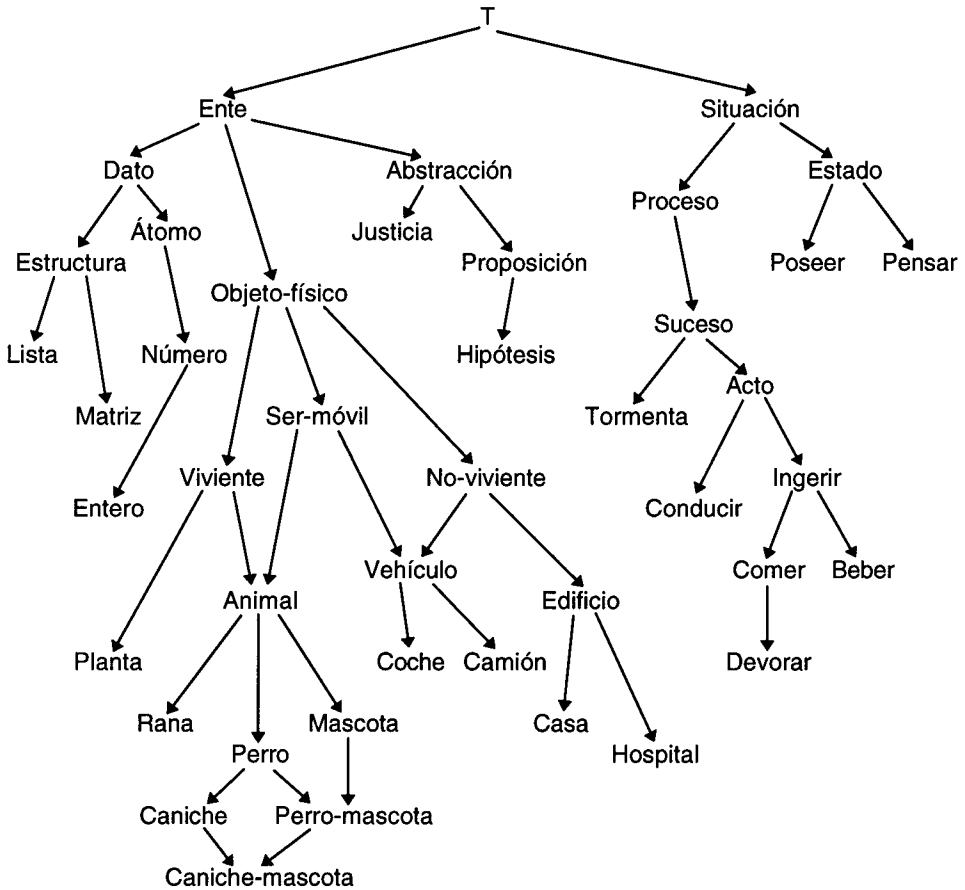 T
Ente
Situación
Dato
Abstracción
Estado
Proceso
Átomo
Justicia
Estructura
Proposición
Poseer
Pensar
Objeto-físico
Suceso
Lista
Número
Hipótesis
Acto
Matriz
Ser-móvil
Tormenta
Viviente
No-viviente
Ingerir
Entero
Conducir
Vehículo
Comer
Beber
Animal
Edificio
Planta
Coche
Camión
Devorar
Rana
Mascota
Casa
Perro
Hospital
Caniche
Perro-mascota
Caniche-mascota